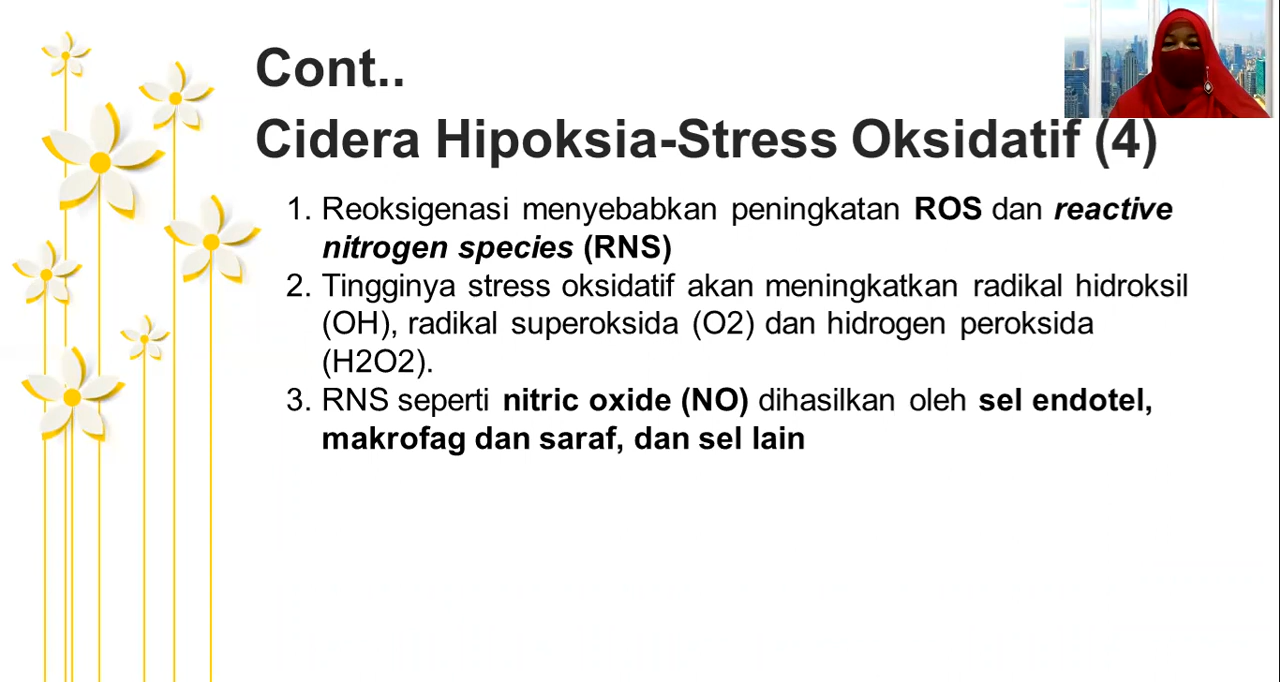 Cont..
Cidera Hipoksia-Stress Oksidatif (4)
1. Reoksigenasi menyebabkan peningkatan ROS dan reactive
nitrogen species (RNS)
2. Tingginya stress oksidatif akan meningkatkan radikal hidroksil
(OH), radikal superoksida (O2) dan hidrogen peroksida
(H2O2).
3. RNS seperti nitric oxide (NO) dihasilkan oleh sel endotel,
makrofag dan saraf, dan sel lain